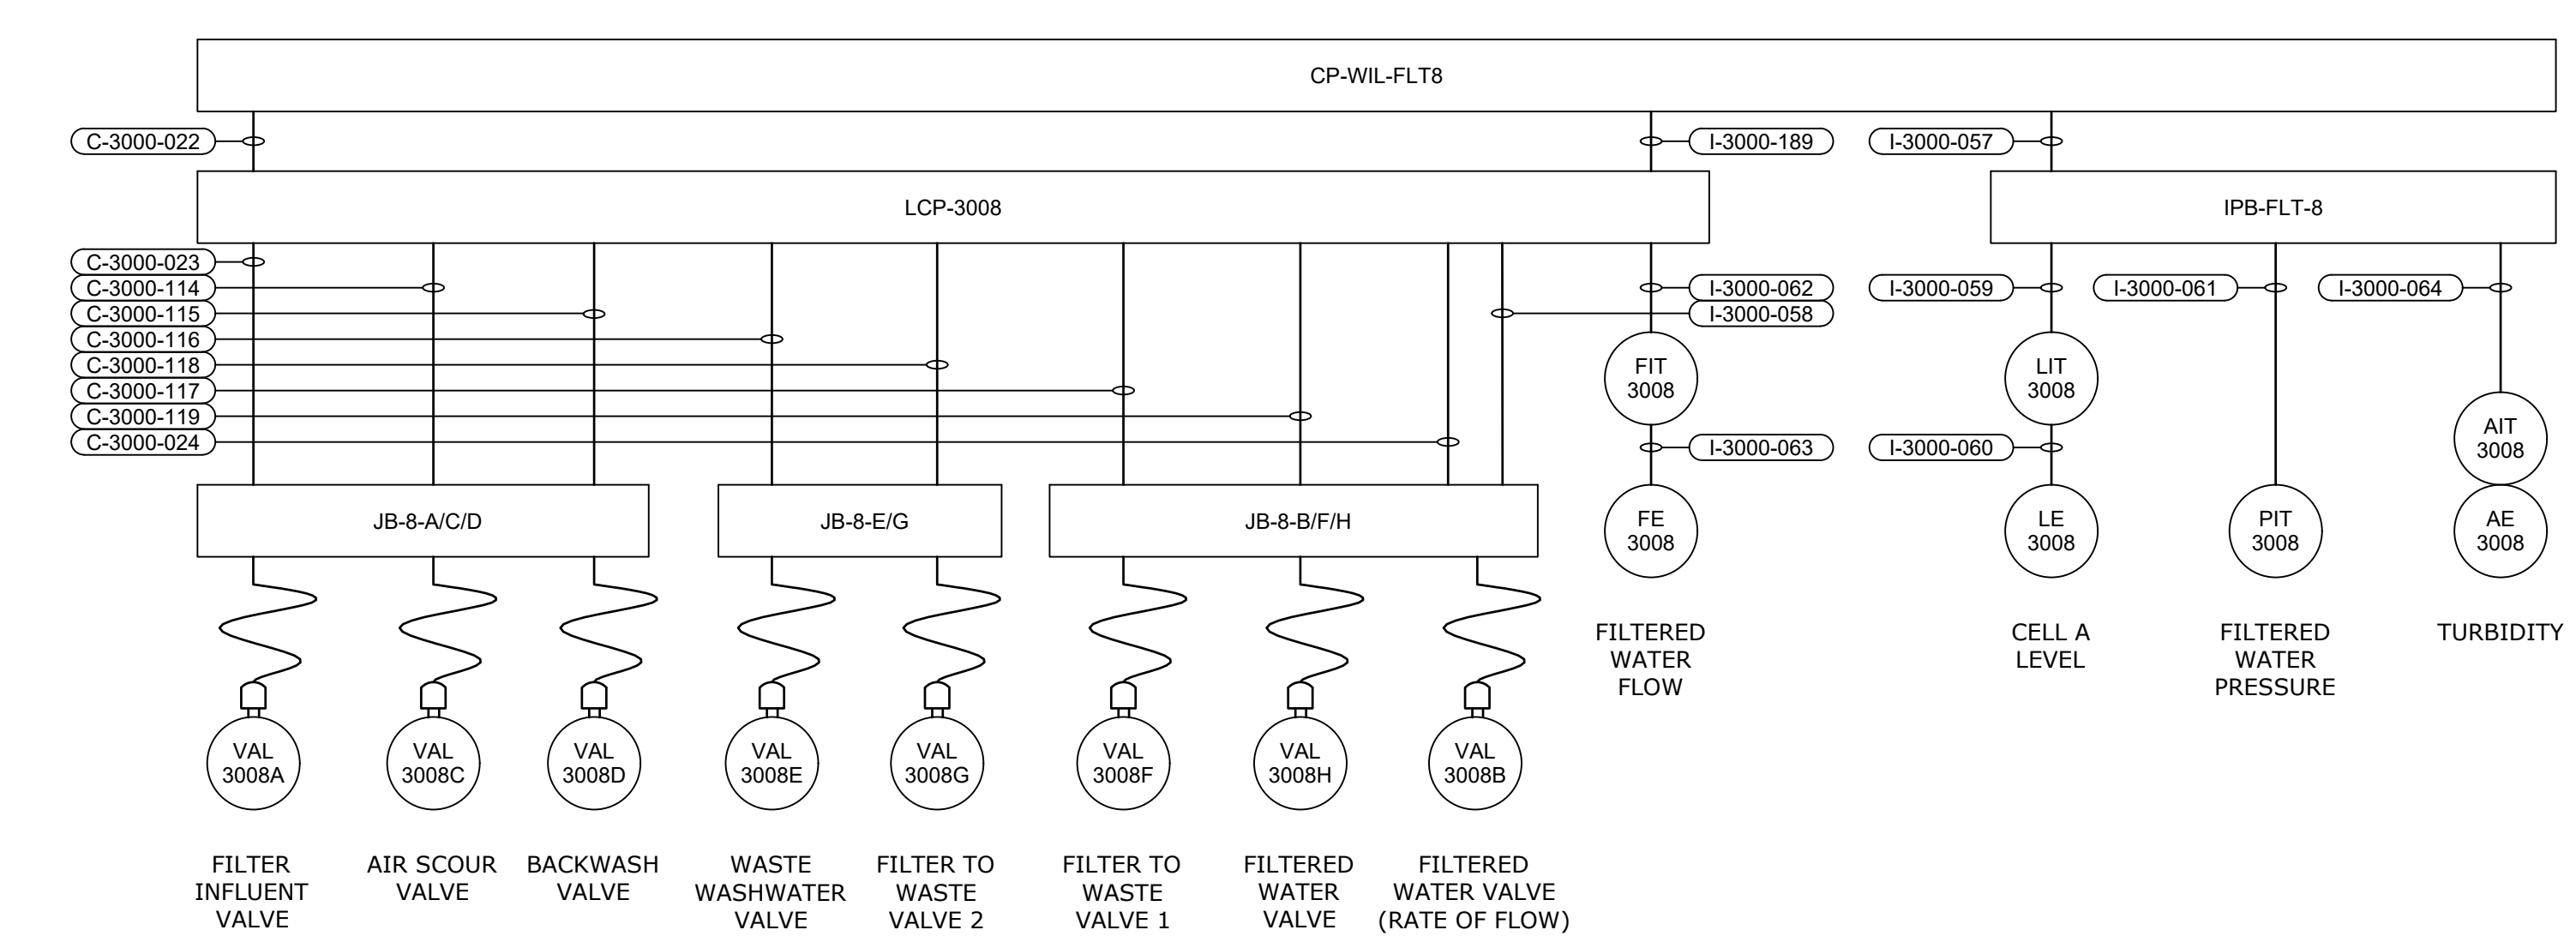 CP-WIL-FLT8
C-3000-022
I-3000-189
I-3000-057
LCP-3008
IPB-FLT-8
C-3000-023
C-3000-114
C-3000-115
C-3000-116
C-3000-118
C-3000-117
C-3000-119
C-3000-024
I-3000-062
I-3000-058
I-3000-063
I-3000-059
I-3000-060
I-3000-061
I-3000-064
FIT
3008
LIT
3008
AIT
3008
JB-8-A/C/D
JB-8-E/G
JB-8-B/F/H
FE
3008
LE
3008
PIT
3008
AE
3008
FILTERED
WATER
FLOW
CELL A
LEVEL
FILTERED
WATER
PRESSURE
TURBIDITY
VAL
3008A
VAL
3008C
VAL
3008D
VAL
3008E
VAL
3008G
VAL
3008F
VAL
3008H
VAL
3008B
FILTER
INFLUENT
VALVE
AIR SCOUR
VALVE
BACKWASH
VALVE
WASTE
WASHWATER
VALVE
FILTER TO
WASTE
VALVE 2
FILTER TO
WASTE
VALVE 1
FILTERED
WATER
VALVE
FILTERED
WATER VALVE
(RATE OF FLOW)